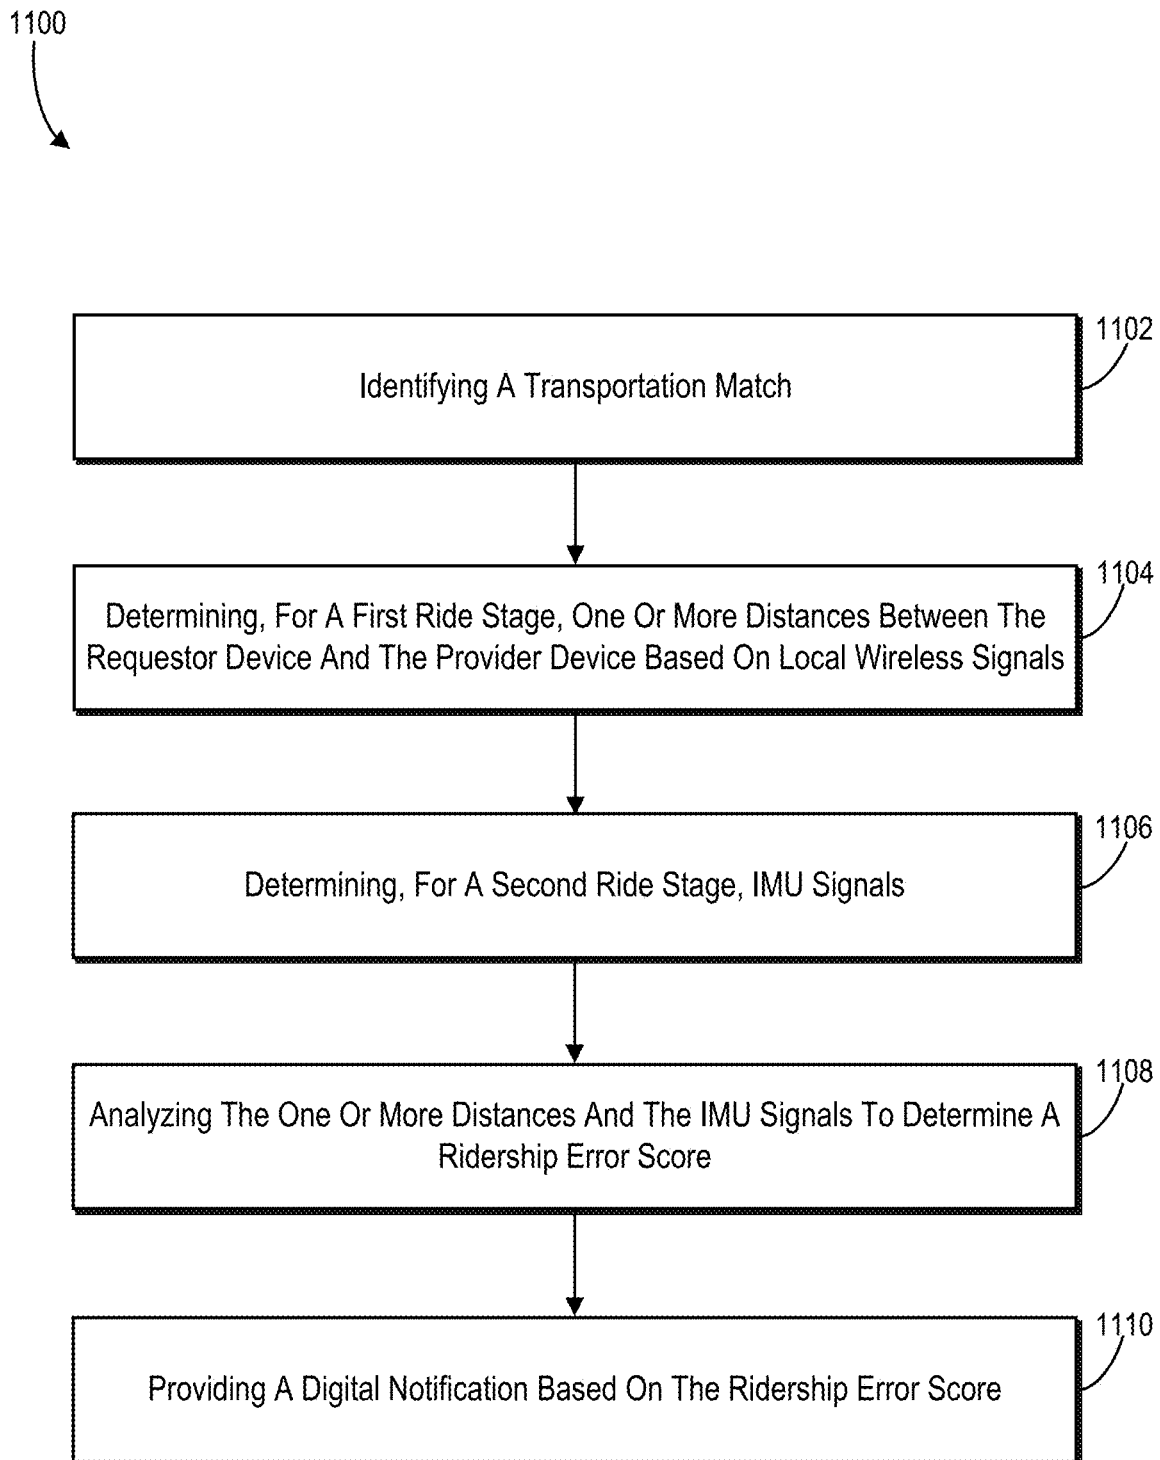 1100
1102
Identifying A Transportation Match
1104
Determining, For A First Ride Stage, One Or More Distances Between The
Requestor Device And The Provider Device Based On Local Wireless Signals
1106
Determining, For A Second Ride Stage, IMU Signals
1108
Analyzing The One Or More Distances And The IMU Signals To Determine A
Ridership Error Score
1110
Providing A Digital Notification Based On The Ridership Error Score